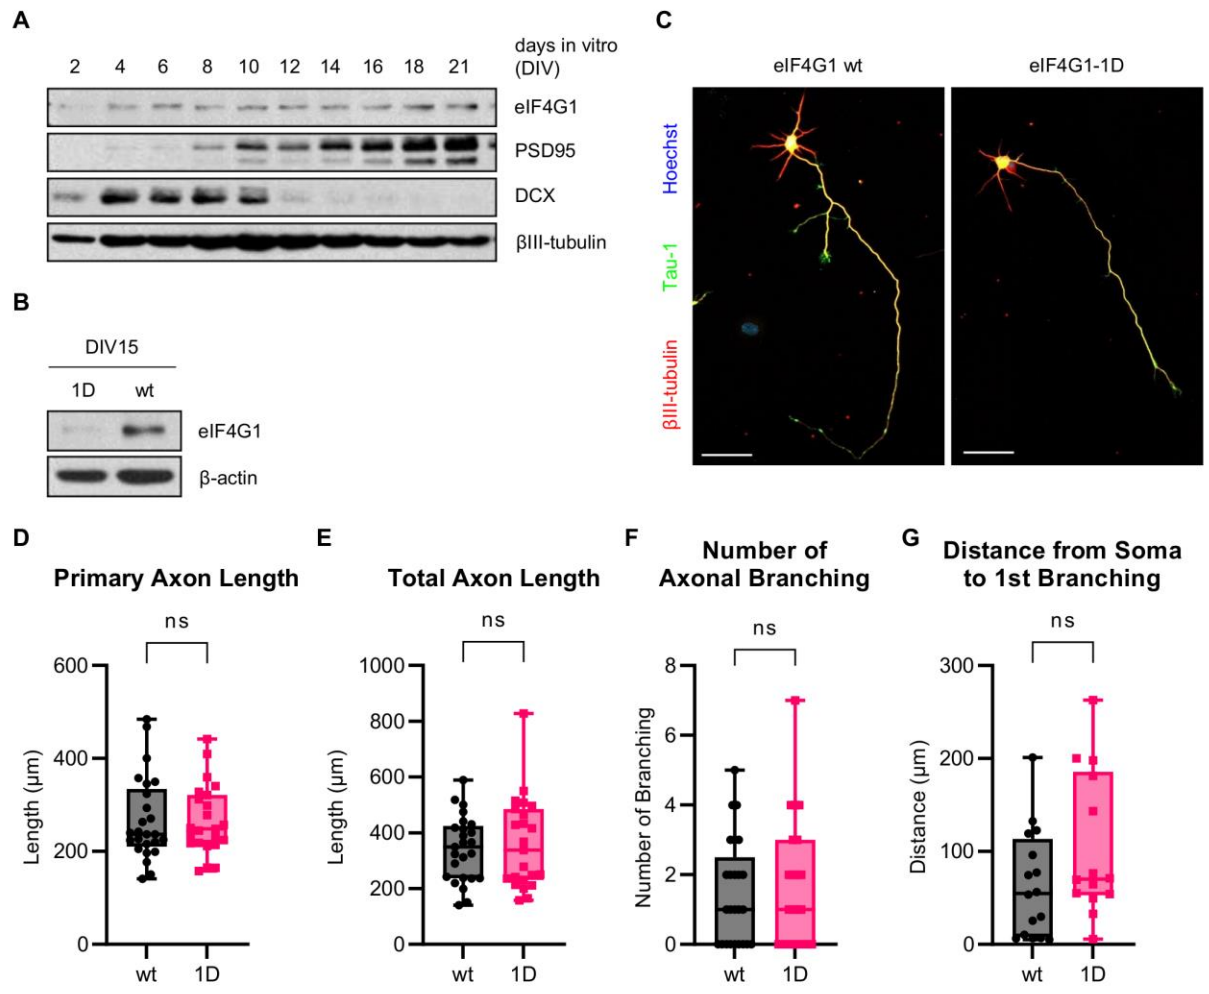 A
days in vitro
(DIV)
2 4 6 8 10 12 14 16 18 21
eIF4G1
PSD95
DCX
βIII-tubulin
B
DIV15
1D wt
eIF4G1
β-actin
C
eIF4G1 wt eIF4G1-1D
βIII-tubulin Tau-1 Hoechst
D
Primary Axon Length
ns
600
400
200
0
Length (µm)
wt 1D
E
Total Axon Length
ns
1000
800
600
400
200
0
Length (µm)
wt 1D
F
Number of
Axonal Branching
ns
8
6
4
2
0
Number of Branching
wt 1D
G
Distance from Soma
to 1st Branching
ns
300
200
100
0
Distance (µm)
wt 1D